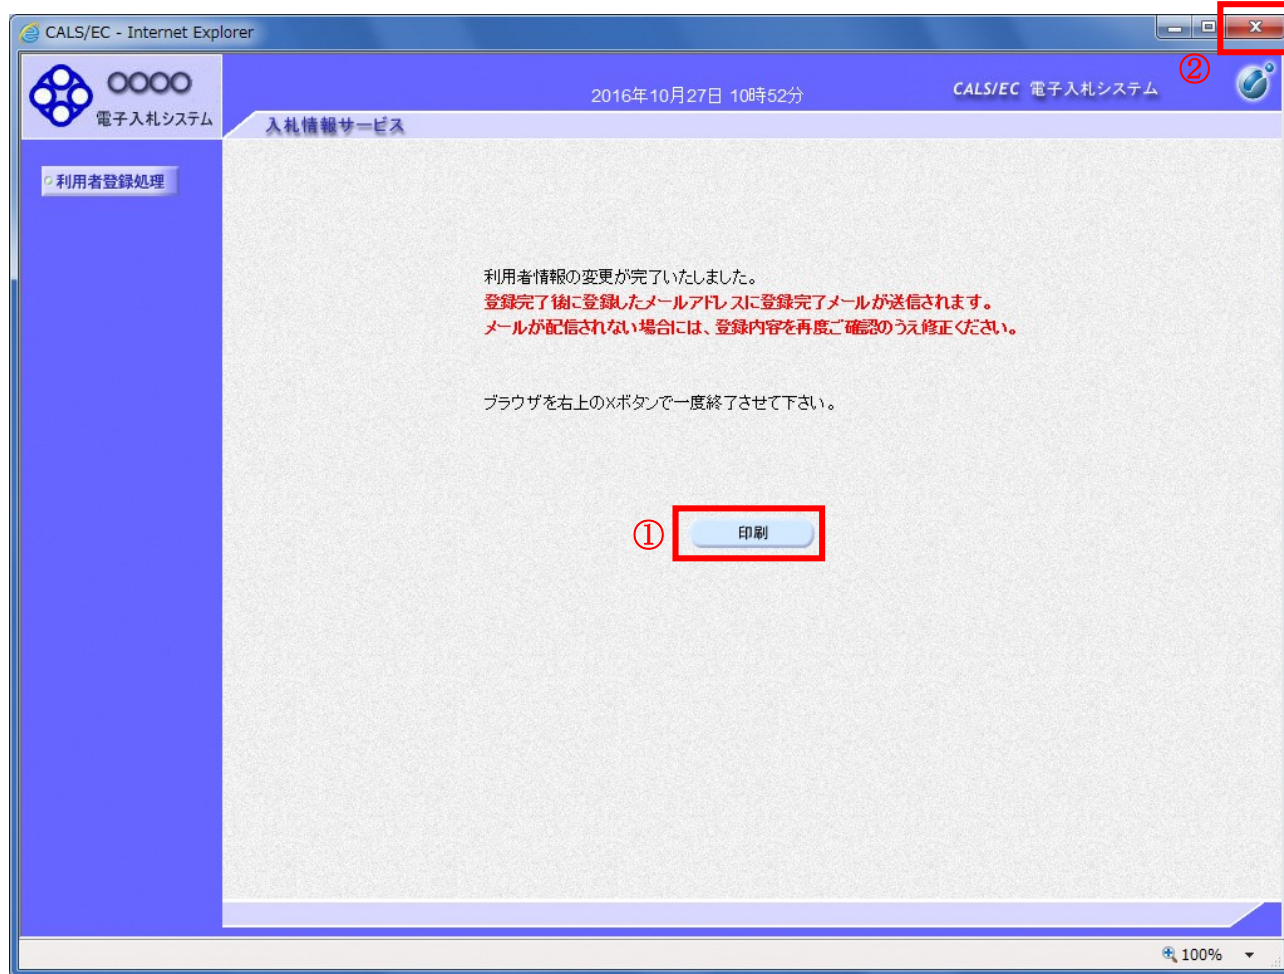 CALS/EC - Internet Explorer
②
〇〇〇〇
電子入札システム
2016年10月27日 10時52分
CALS/EC 電子入札システム
入札情報サービス
利用者登録処理
利用者情報の変更が完了いたしました。
登録完了後に登録したメールアドレスに登録完了メールが送信されます。
メールが配信されない場合には、登録内容を再度ご確認のうえ修正ください。
ブラウザを右上の×ボタンで一度終了させて下さい。
① 印刷
100%